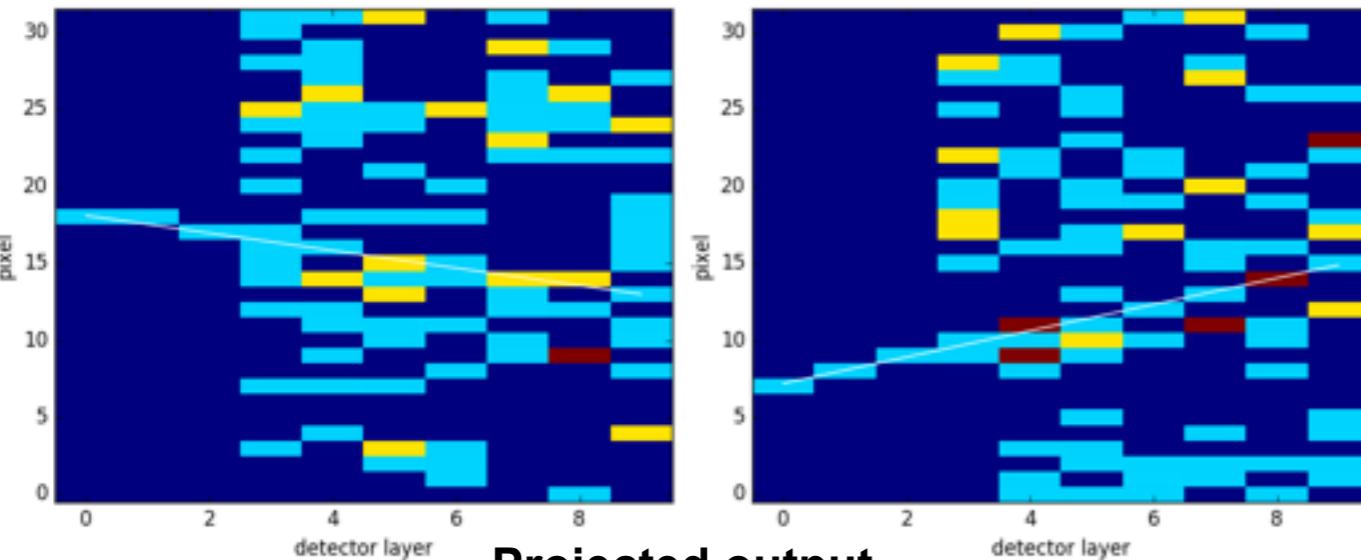 30 30
25 25
20 20
pixel pixel
15 15
10 10
5 5
0 0
0 2 4 6 8 0 2 4 6 8
detector layer detector layer
Projected output